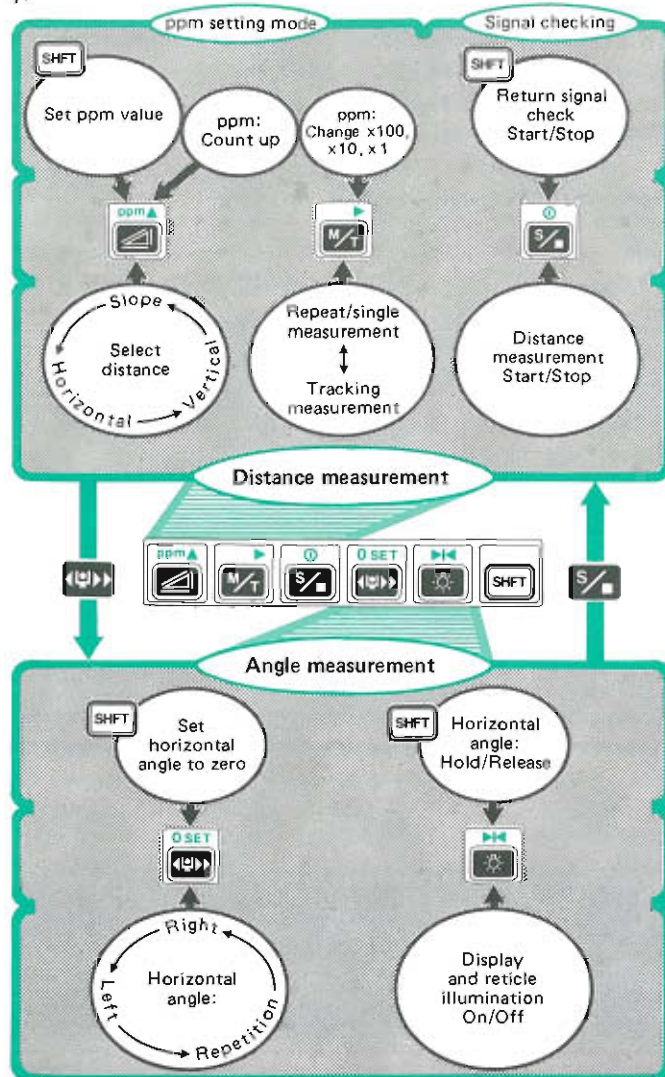 ppm setting mode
Signal checking
SHFT
Set ppm value
ppm:
Count up
ppm:
Change x100,
x10, x1
SHFT
Return signal
check
Start/Stop
ppm▲
▶
M/T
S/■
Slope
Select
distance
Horizontal
Vertical
Repeat/single
measurement
Tracking
measurement
Distance
measurement
Start/Stop
Distance measurement
ppm▲ ▶ 0 SET ▶|◀
M/T S/■ SHFT
S/■
Angle measurement
SHFT
Set
horizontal
angle to zero
SHFT
Horizontal
angle:
Hold/Release
0 SET
▶|◀
Right
Horizontal
angle:
Left
Repetition
Display
and reticle
illumination
On/Off